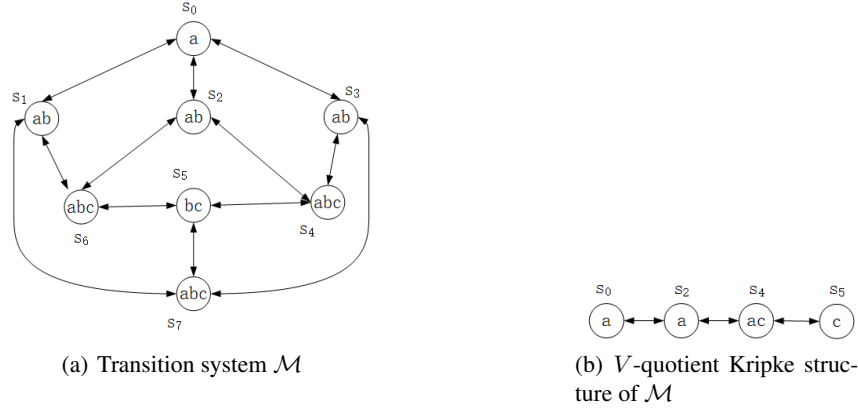 s0
a
s1
s2
s3
ab
ab
ab
s5
abc
bc
abc
s6
s4
abc
s7
(a) Transition system ℳ
s0 s2 s4 s5
a a ac c
(b) V-quotient Kripke struc-
ture of ℳ